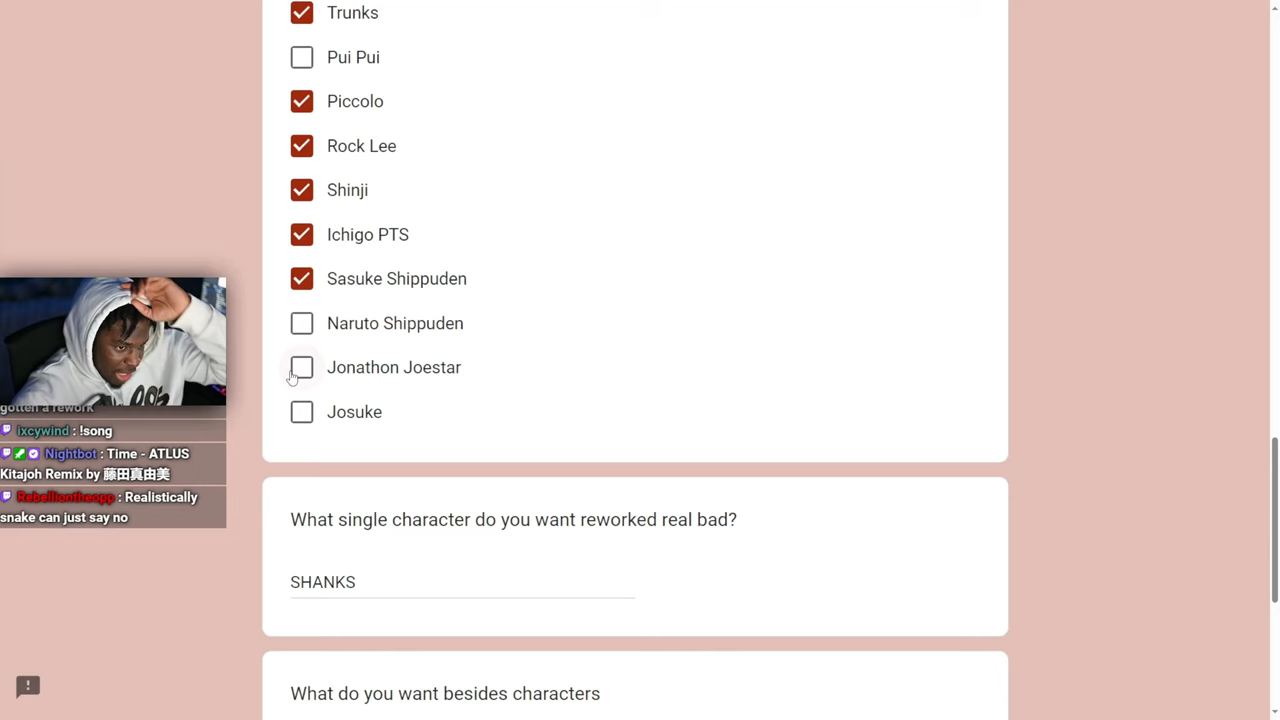 Trunks
Pui Pui
Piccolo
Rock Lee
Shinji
Ichigo PTS
Sasuke Shippuden
Naruto Shippuden
Jonathon Joestar
Josuke
gotten a rework
ixcywind : !song
Nightbot : Time - ATLUS
Kitajoh Remix by 藤田真由美
Rebelliontheopp : Realistically
snake can just say no
What single character do you want reworked real bad?
SHANKS
What do you want besides characters